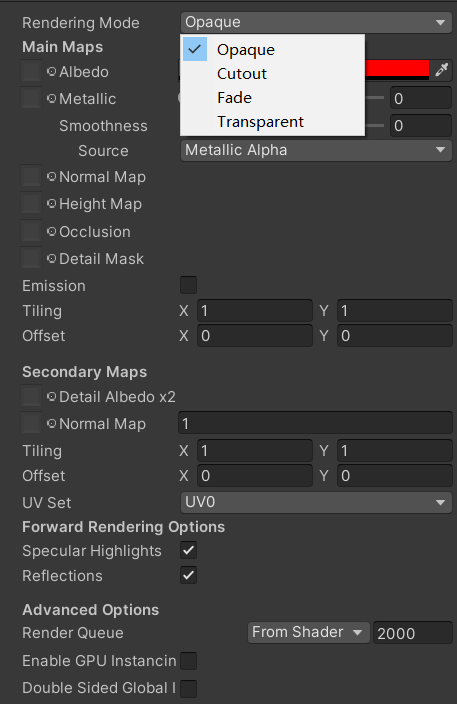 Rendering Mode Opaque
Main Maps Opaque
Cutout
Albedo
Fade
Metallic 0
Transparent
Smoothness 0
Source Metallic Alpha
Normal Map
Height Map
Occlusion
Detail Mask
Emission
Tiling X 1 Y 1
Offset X 0 Y 0
Secondary Maps
Detail Albedo x2
Normal Map 1
Tiling X 1 Y 1
Offset X 0 Y 0
UV Set UV0
Forward Rendering Options
Specular Highlights
Reflections
Advanced Options
Render Queue From Shader 2000
Enable GPU Instancin
Double Sided Global I